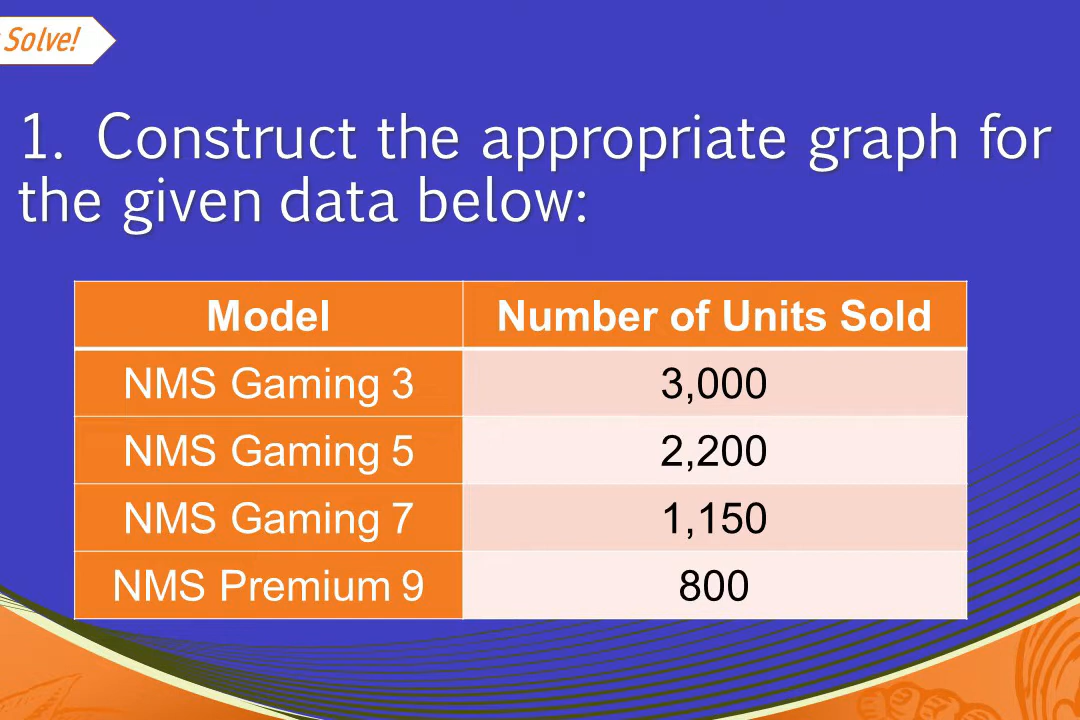 Solve!
1. Construct the appropriate graph for
the given data below:
Model Number of Units Sold
NMS Gaming 3 3,000
NMS Gaming 5 2,200
NMS Gaming 7 1,150
NMS Premium 9 800